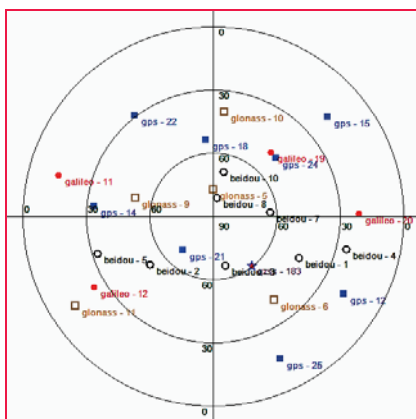 0
30
glonass - 10
gps - 15
gps - 22
gps - 18
60
galileo - 19
gps - 24
beidou - 10
galileo - 11
glonass - 5
glonass - 9
beidou - 8
gps - 14
beidou - 7
galileo - 20
90
60
30
0
gps - 21
beidou - 4
beidou - 5
beidou - 2
beidou - 1
183
60
galileo - 12
gps - 12
glonass - 11
glonass - 6
30
gps - 25
0